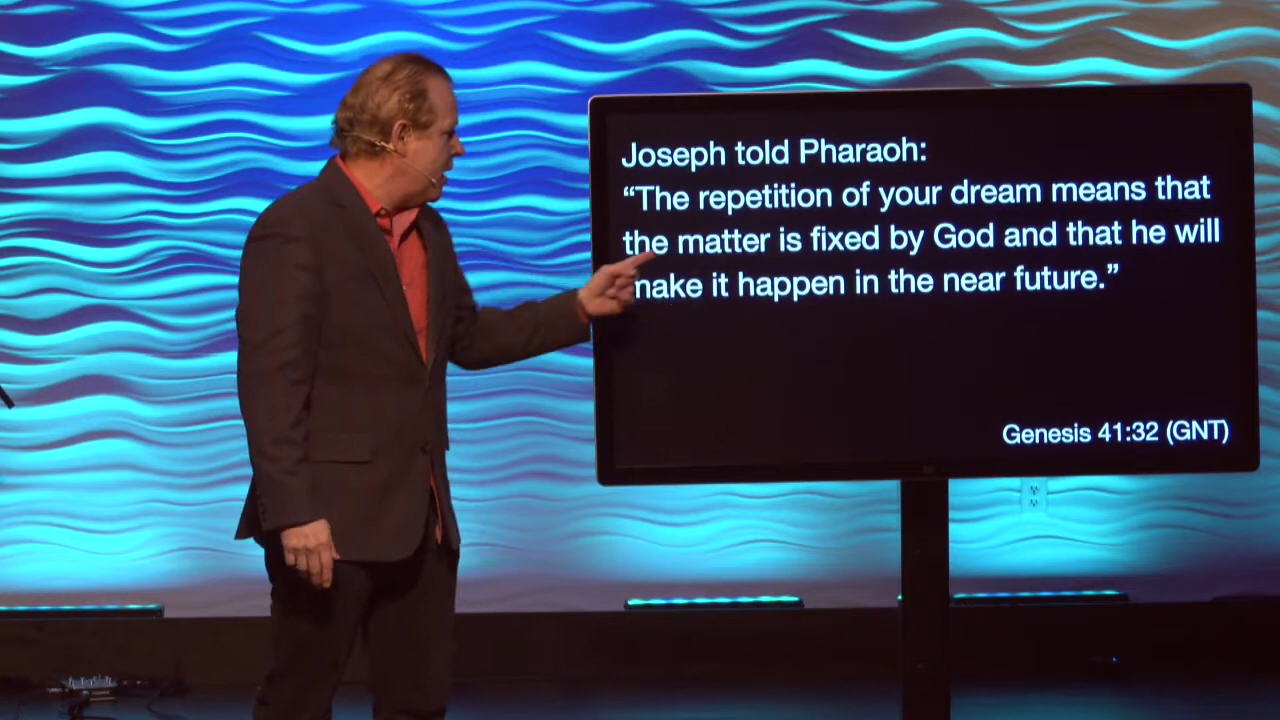 Joseph told Pharaoh:
“The repetition of your dream means that
the matter is fixed by God and that he will
make it happen in the near future.”
Genesis 41:32 (GNT)